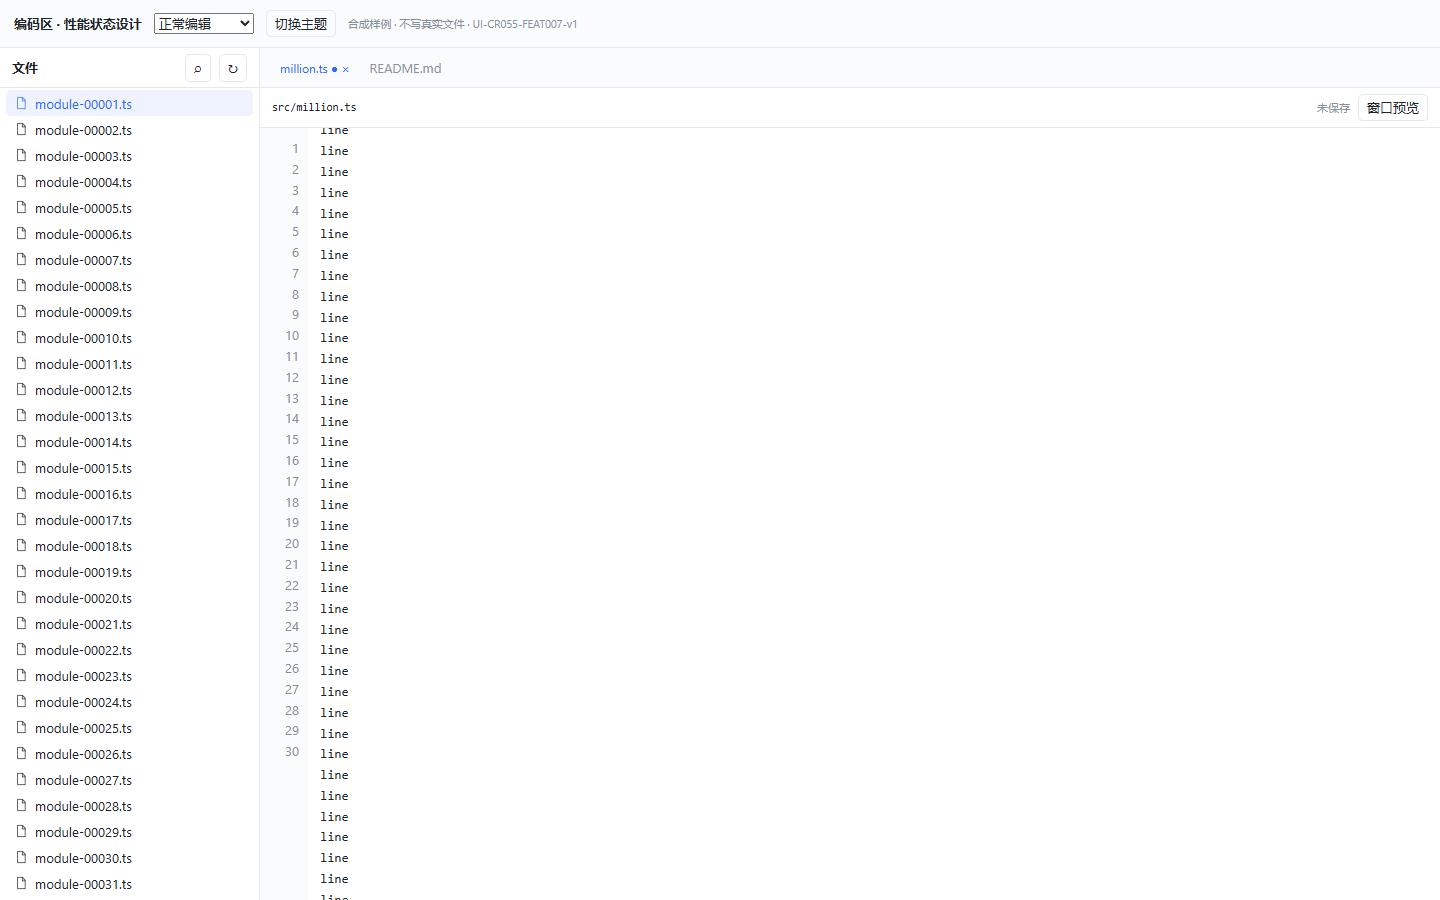 编码区 · 性能状态设计 正常编辑 切换主题 合成样例 · 不写真实文件 · UI-CR055-FEAT007-v1
文件
module-00001.ts
module-00002.ts
module-00003.ts
module-00004.ts
module-00005.ts
module-00006.ts
module-00007.ts
module-00008.ts
module-00009.ts
module-00010.ts
module-00011.ts
module-00012.ts
module-00013.ts
module-00014.ts
module-00015.ts
module-00016.ts
module-00017.ts
module-00018.ts
module-00019.ts
module-00020.ts
module-00021.ts
module-00022.ts
module-00023.ts
module-00024.ts
module-00025.ts
module-00026.ts
module-00027.ts
module-00028.ts
module-00029.ts
module-00030.ts
module-00031.ts
million.ts ● × README.md
src/million.ts 未保存 窗口预览
line
1 line
2 line
3 line
4 line
5 line
6 line
7 line
8 line
9 line
10 line
11 line
12 line
13 line
14 line
15 line
16 line
17 line
18 line
19 line
20 line
21 line
22 line
23 line
24 line
25 line
26 line
27 line
28 line
29 line
30 line
line
line
line
line
line
line
line